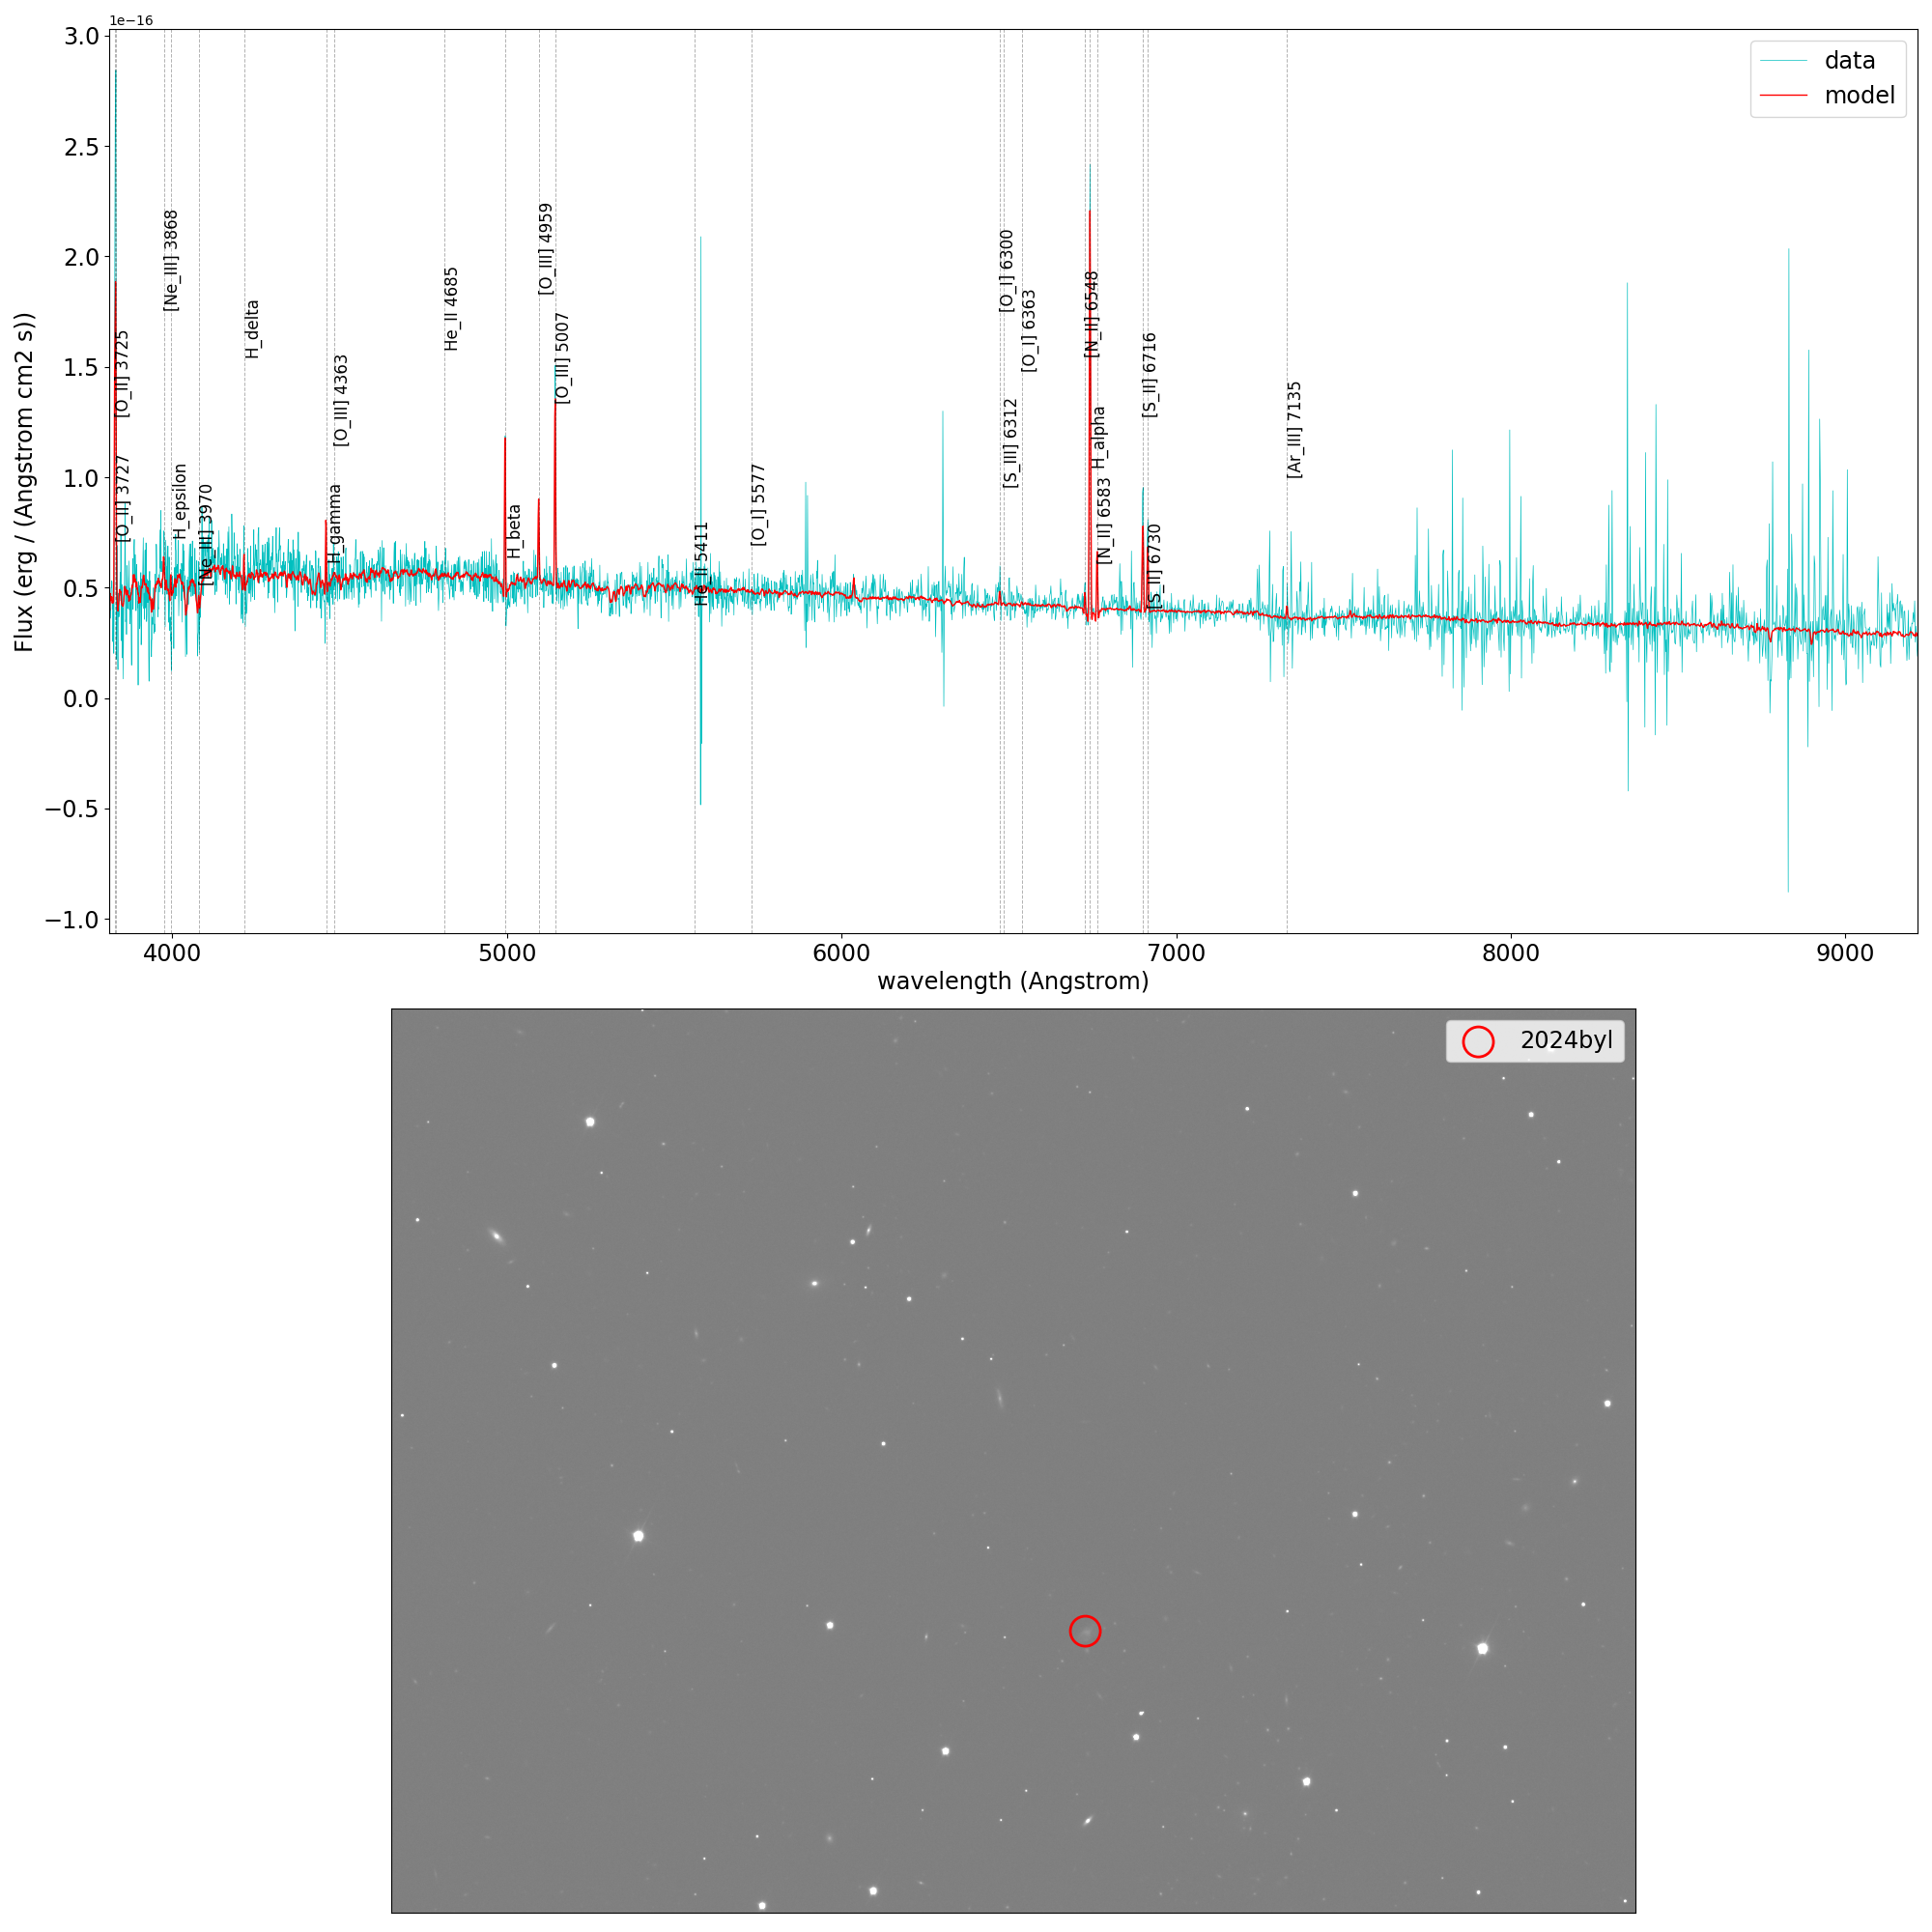 1e−16
3.0
2.5
2.0
1.5
1.0
0.5
0.0
−0.5
−1.0
Flux (erg / (Angstrom cm2 s))
data
model
[O_II] 3725
[O_II] 3727
[Ne_III] 3868
H_epsilon
[Ne_III] 3970
H_delta
H_gamma
[O_III] 4363
He_II 4685
H_beta
[O_III] 4959
[O_III] 5007
He_II 5411
[O_I] 5577
[O_I] 6300
[S_III] 6312
[O_I] 6363
[N_II] 6548
H_alpha
[N_II] 6583
[S_II] 6716
[S_II] 6730
[Ar_III] 7135
4000 5000 6000 7000 8000 9000
wavelength (Angstrom)
2024byl